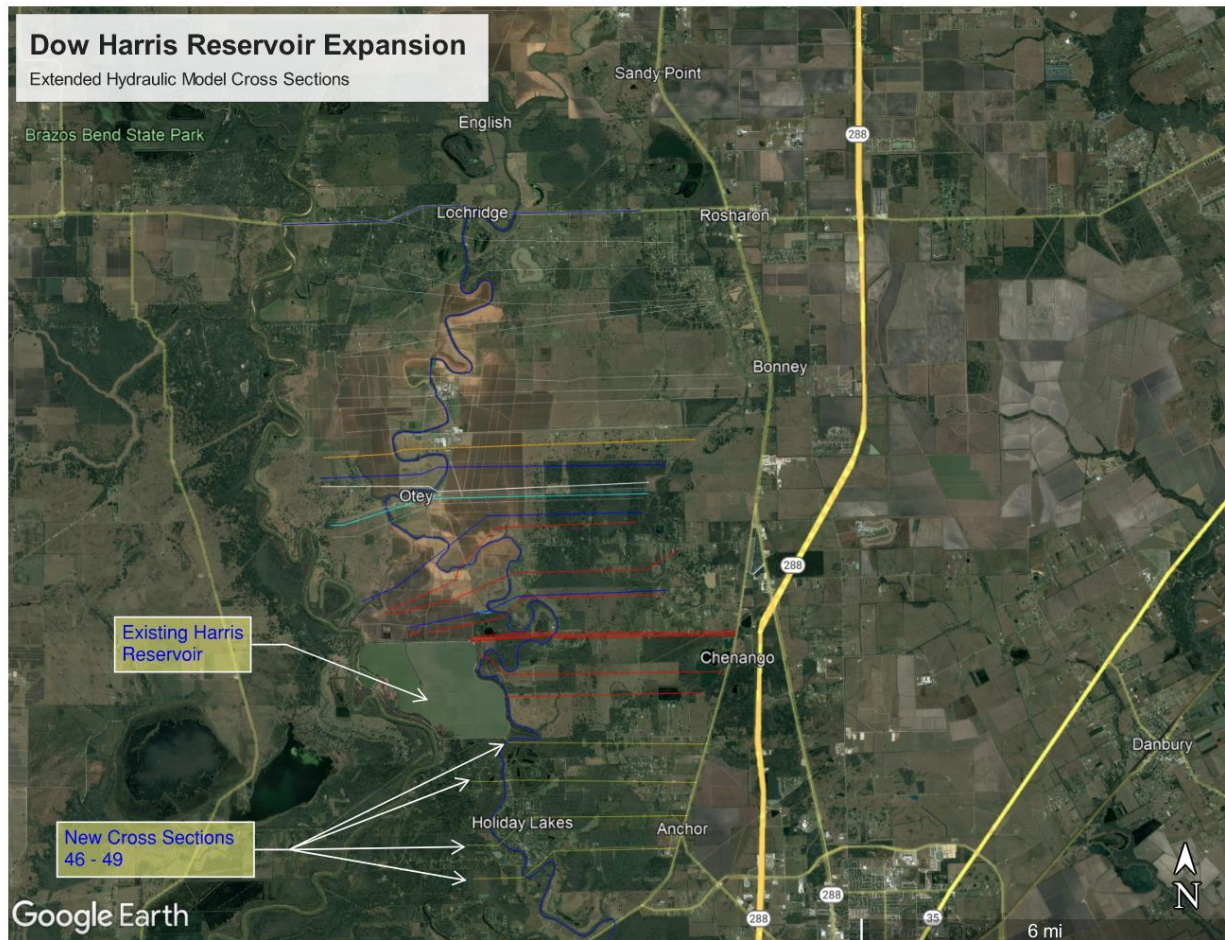 Dow Harris Reservoir Expansion
Extended Hydraulic Model Cross Sections
Sandy Point
English
Brazos Bend State Park
288
Lochridge
Rosharon
Bonney
Otey
288
Existing Harris
Reservoir
Chenango
Danbury
New Cross Sections
46 - 49
Holiday Lakes
Anchor
288
288
35
N
Google Earth
6 mi